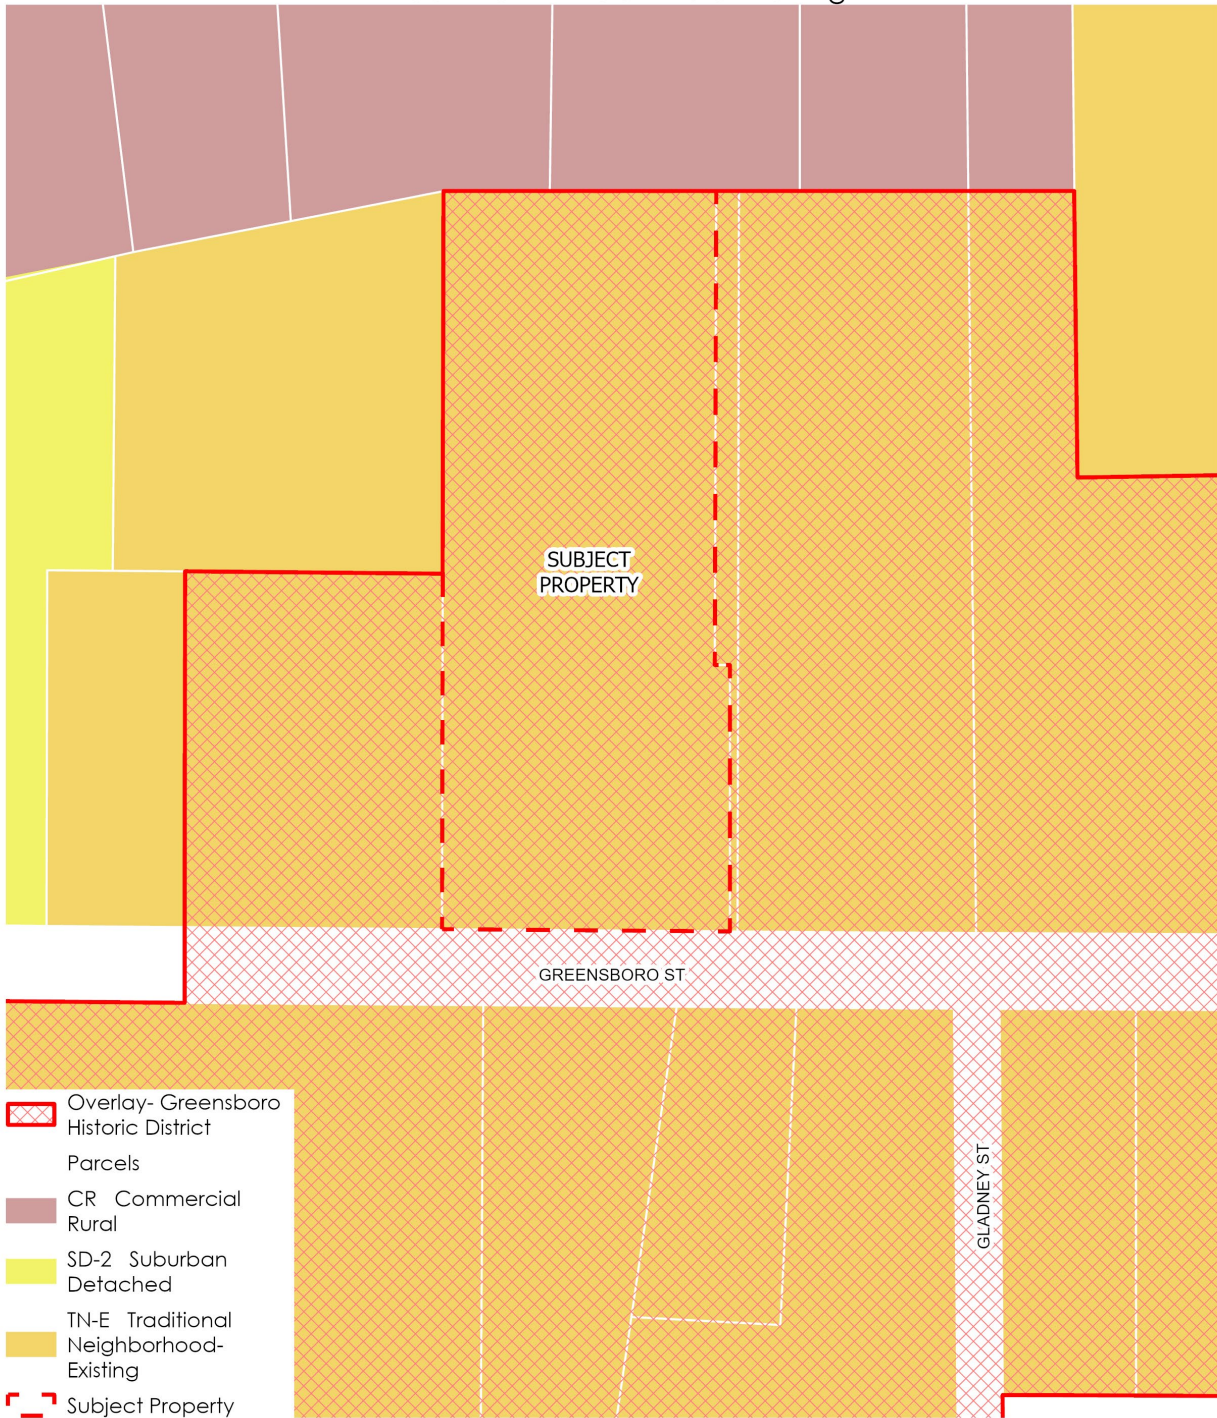 SUBJECT
PROPERTY
GREENSBORO ST
GLADNEY ST
Overlay- Greensboro
Historic District
Parcels
CR Commercial
Rural
SD-2 Suburban
Detached
TN-E Traditional
Neighborhood-
Existing
Subject Property